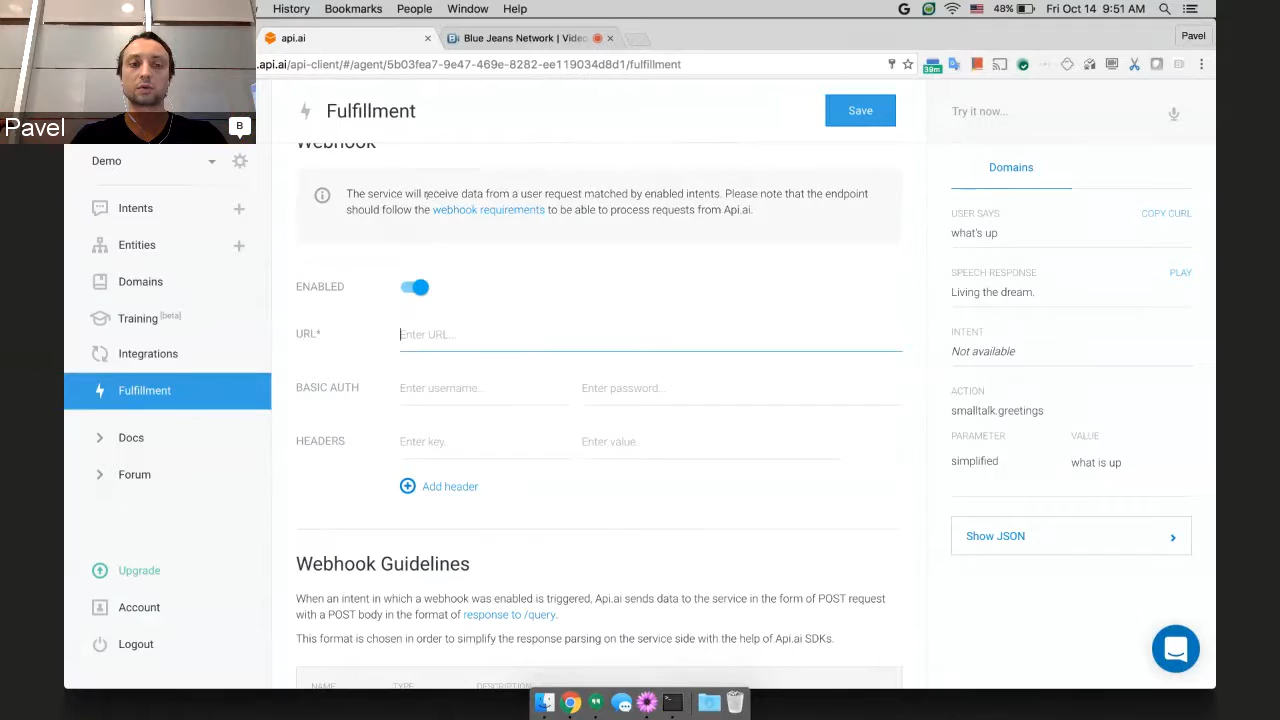 History Bookmarks People Window Help
48% Fri Oct 14 9:51 AM
api.ai
Blue Jeans Network | Video
Pavel
.api.ai/api-client/#/agent/5b03fea7-9e47-469e-8282-ee119034d8d1/fulfillment
39m
Pavel
B
Demo
Intents
Entities
Domains
Training [beta]
Integrations
Fulfillment
Docs
Forum
Upgrade
Account
Logout
Fulfillment
Save
Webhook
The service will receive data from a user request matched by enabled intents. Please note that the endpoint
should follow the webhook requirements to be able to process requests from Api.ai.
ENABLED
URL*
Enter URL...
BASIC AUTH
Enter username...
Enter password...
HEADERS
Enter key.
Enter value.
Add header
Webhook Guidelines
When an intent in which a webhook was enabled is triggered, Api.ai sends data to the service in the form of POST request
with a POST body in the format of response to /query.
This format is chosen in order to simplify the response parsing on the service side with the help of Api.ai SDKs.
NAME TYPE DESCRIPTION
Try it now...
Domains
USER SAYS
COPY CURL
what's up
SPEECH RESPONSE
PLAY
Living the dream.
INTENT
Not available
ACTION
smalltalk.greetings
PARAMETER VALUE
simplified what is up
Show JSON